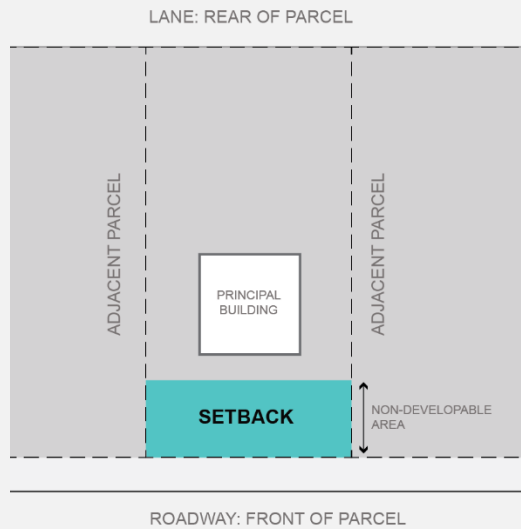 LANE: REAR OF PARCEL
ADJACENT PARCEL
ADJACENT PARCEL
PRINCIPAL
BUILDING
SETBACK
NON-DEVELOPABLE
AREA
ROADWAY: FRONT OF PARCEL